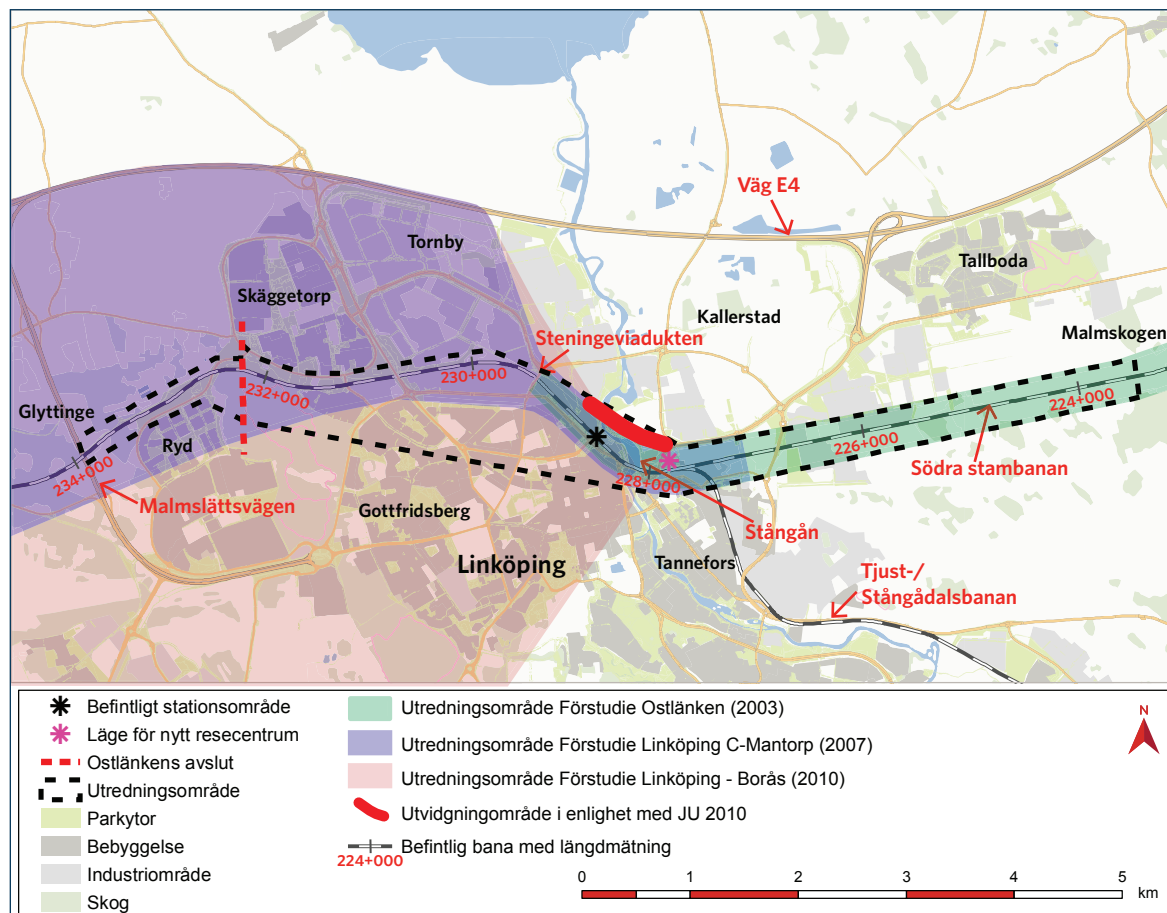 Väg E4
Tornby
Tallboda
Skäggetorp
Kallerstad
Steningeviadukten
Malmskogen
230+000
232+000
224+000
Glyttinge
Ryd
226+000
234+000
228+000
Södra stambanan
Malmslättsvägen
Gottfridsberg
Stångån
Linköping
Tannefors
Tjust-/
Stångådalsbanan
Befintligt stationsområde
Läge för nytt resecentrum
Ostlänkens avslut
Utredningsområde
Parkytor
Bebyggelse
Industriområde
Skog
Utredningsområde Förstudie Ostlänken (2003)
Utredningsområde Förstudie Linköping C-Mantorp (2007)
Utredningsområde Förstudie Linköping - Borås (2010)
Utvidgningområde i enlighet med JU 2010
Befintlig bana med längdmätning
224+000
N
0 1 2 3 4 5
km